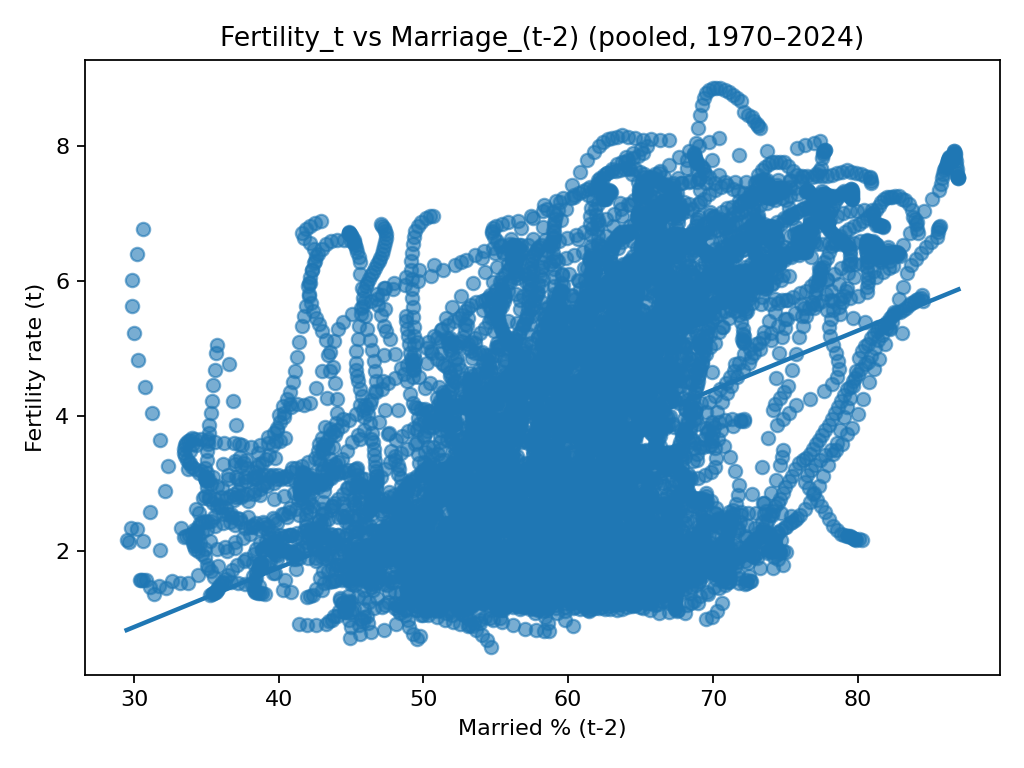 Fertility_t vs Marriage_(t-2) (pooled, 1970–2024)
Fertility rate (t)
8
6
4
2
30 40 50 60 70 80
Married % (t-2)